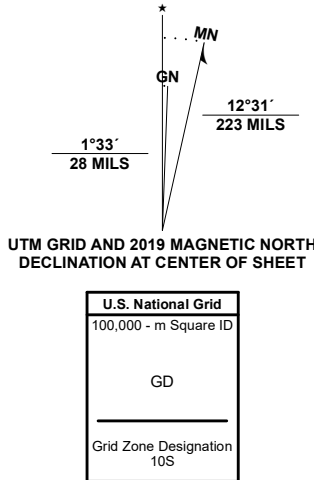 ★
MN
GN
12°31´
223 MILS
1°33´
28 MILS
UTM GRID AND 2019 MAGNETIC NORTH
DECLINATION AT CENTER OF SHEET
U.S. National Grid
100,000 - m Square ID
GD
Grid Zone Designation
10S